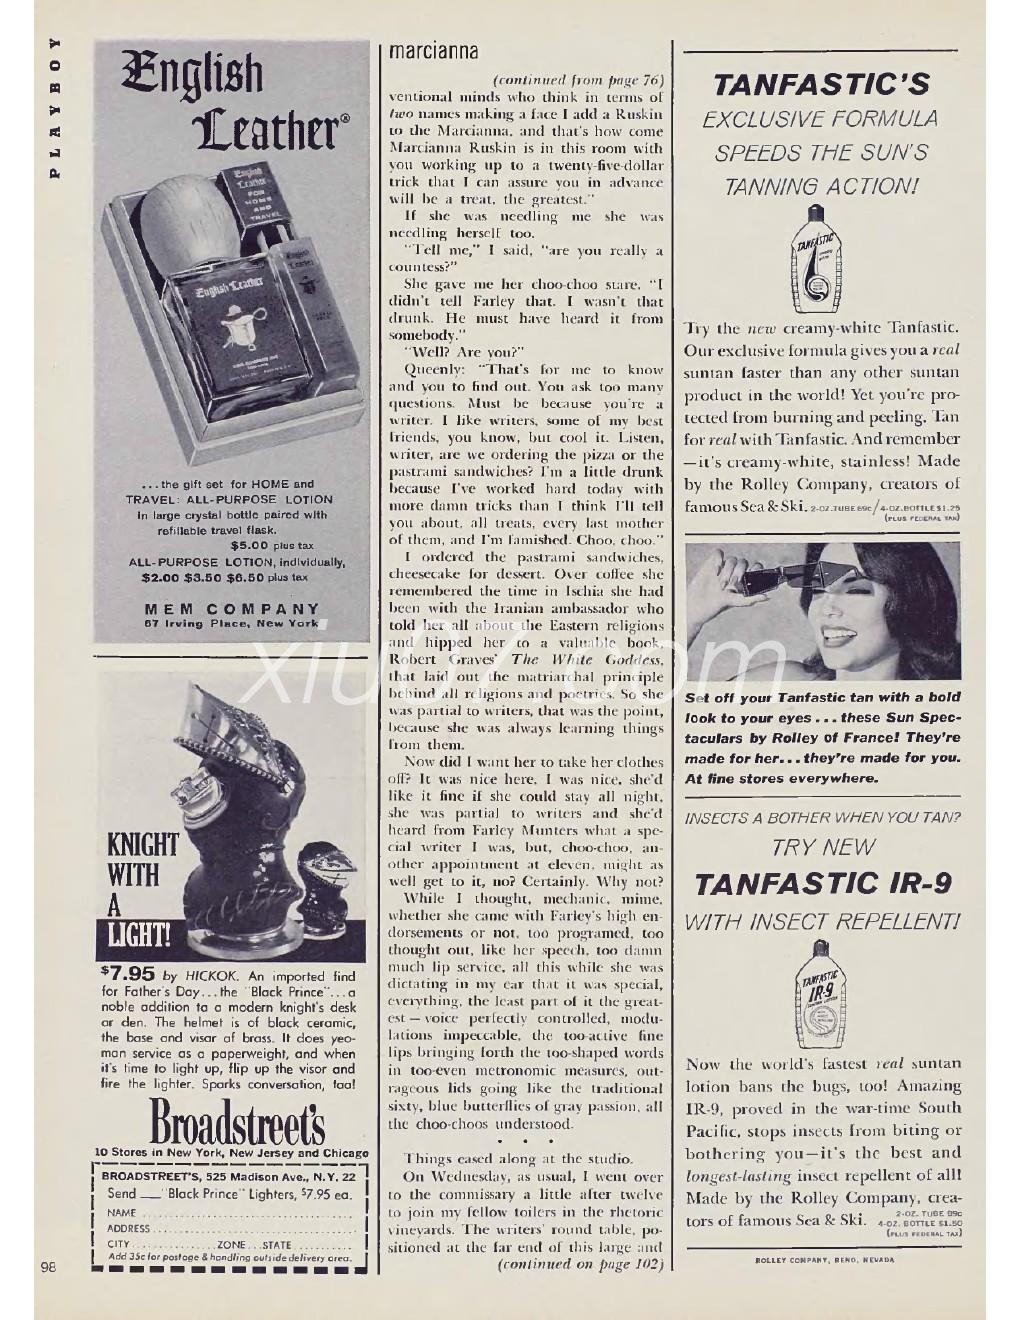 PLAYBOY
English
Leather®
English Leather
FOR
HOME
AND
TRAVEL
English Leather
...the gift set for HOME and
TRAVEL: ALL-PURPOSE LOTION
in large crystal bottle paired with
refillable travel flask.
$5.00 plus tax
ALL-PURPOSE LOTION, individually,
$2.00 $3.50 $6.50 plus tax
MEM COMPANY
67 Irving Place, New York
KNIGHT
WITH
A
LIGHT!
$7.95 by HICKOK. An imported find
for Father's Day...the "Black Prince"...a
noble addition to a modern knight's desk
or den. The helmet is of black ceramic,
the base and visor of brass. It does yeo-
man service as a paperweight, and when
it's time to light up, flip up the visor and
fire the lighter. Sparks conversation, too!
Broadstreet's
10 Stores in New York, New Jersey and Chicago
BROADSTREET'S, 525 Madison Ave., N.Y. 22
Send __"Black Prince" Lighters, $7.95 ea.
NAME
ADDRESS
CITY..............ZONE...STATE..........
Add 35c for postage & handling outside delivery area.
98
marcianna
(continued from page 76)
ventional minds who think in terms of
two names making a face I add a Ruskin
to the Marcianna, and that's how come
Marcianna Ruskin is in this room with
you working up to a twenty-five-dollar
trick that I can assure you in advance
will be a treat, the greatest."
If she was needling me she was
needling herself too.
"Tell me," I said, "are you really a
countess?"
She gave me her choo-choo stare. "I
didn't tell Farley that. I wasn't that
drunk. He must have heard it from
somebody."
"Well? Are you?"
Queenly: "That's for me to know
and you to find out. You ask too many
questions. Must be because you're a
writer. I like writers, some of my best
friends, you know, but cool it. Listen,
writer, are we ordering the pizza or the
pastrami sandwiches? I'm a little drunk
because I've worked hard today with
more damn tricks than I think I'll tell
you about, all treats, every last mother
of them, and I'm famished. Choo, choo."
I ordered the pastrami sandwiches,
cheesecake for dessert. Over coffee she
remembered the time in Ischia she had
been with the Iranian ambassador who
told her all about the Eastern religions
and hipped her to a valuable book,
Robert Graves' The White Goddess,
that laid out the matriarchal principle
behind all religions and poetries. So she
was partial to writers, that was the point,
because she was always learning things
from them.
Now did I want her to take her clothes
off? It was nice here, I was nice, she'd
like it fine if she could stay all night,
she was partial to writers and she'd
heard from Farley Munters what a spe-
cial writer I was, but, choo-choo, an-
other appointment at eleven, might as
well get to it, no? Certainly. Why not?
While I thought, mechanic, mime,
whether she came with Farley's high en-
dorsements or not, too programed, too
thought out, like her speech, too damn
much lip service, all this while she was
dictating in my ear that it was special,
everything, the least part of it the great-
est — voice perfectly controlled, modu-
lations impeccable, the too-active fine
lips bringing forth the too-shaped words
in too-even metronomic measures, out-
rageous lids going like the traditional
sixty, blue butterflies of gray passion, all
the choo-choos understood.
• • •
Things eased along at the studio.
On Wednesday, as usual, I went over
to the commissary a little after twelve
to join my fellow toilers in the rhetoric
vineyards. The writers' round table, po-
sitioned at the far end of this large and
(continued on page 102)
TANFASTIC'S
EXCLUSIVE FORMULA
SPEEDS THE SUN'S
TANNING ACTION!
TANFASTIC
Try the new creamy-white Tanfastic.
Our exclusive formula gives you a real
suntan faster than any other suntan
product in the world! Yet you're pro-
tected from burning and peeling. Tan
for real with Tanfastic. And remember
—it's creamy-white, stainless! Made
by the Rolley Company, creators of
famous Sea & Ski. 2-OZ. TUBE 69c/4-OZ. BOTTLE $1.25
(PLUS FEDERAL TAX)
Set off your Tanfastic tan with a bold
look to your eyes ... these Sun Spec-
taculars by Rolley of France! They're
made for her... they're made for you.
At fine stores everywhere.
INSECTS A BOTHER WHEN YOU TAN?
TRY NEW
TANFASTIC IR-9
WITH INSECT REPELLENT!
TANFASTIC
IR-9
Now the world's fastest real suntan
lotion bans the bugs, too! Amazing
IR-9, proved in the war-time South
Pacific, stops insects from biting or
bothering you—it's the best and
longest-lasting insect repellent of all!
Made by the Rolley Company, crea-
tors of famous Sea & Ski. 2-OZ. TUBE 99c
4-OZ. BOTTLE $1.50
(PLUS FEDERAL TAX)
ROLLEY COMPANY, RENO, NEVADA